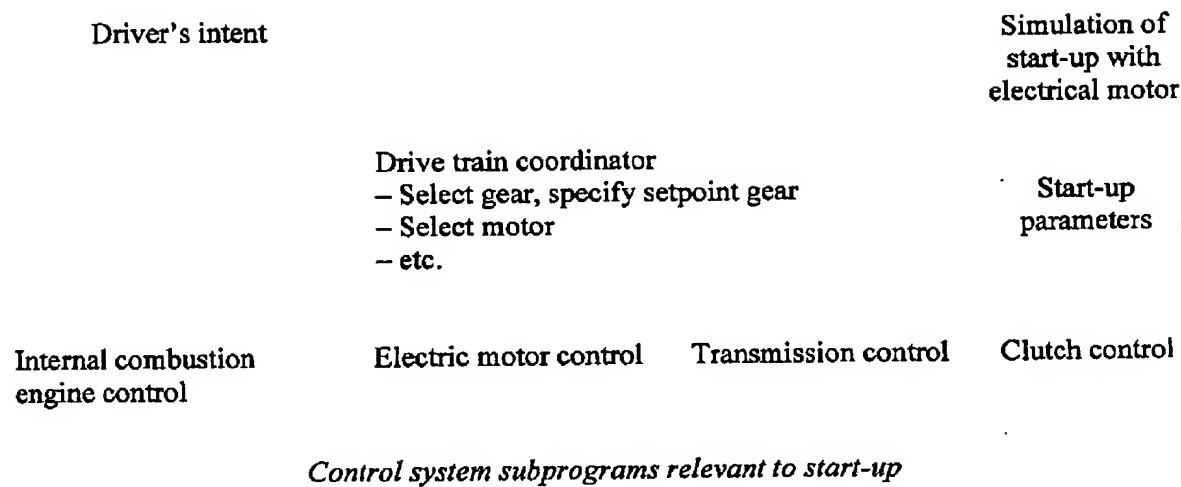 Driver's intent
Simulation of
start-up with
electrical motor
Drive train coordinator
– Select gear, specify setpoint gear
– Select motor
– etc.
Start-up
parameters
Internal combustion
engine control
Electric motor control
Transmission control
Clutch control
Control system subprograms relevant to start-up